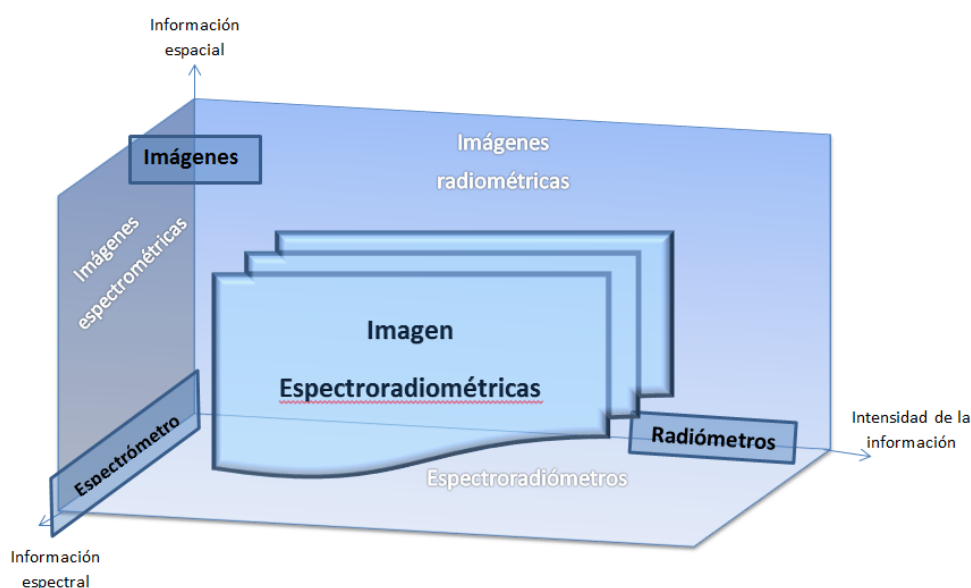 Información
espacial
Imágenes
radiométricas
Imágenes
Imágenes
espectrométricas
Imagen
Espectroradiométricas
Espectrómetro
Radiómetros
Intensidad de la
información
Espectroradiómetros
Información
espectral